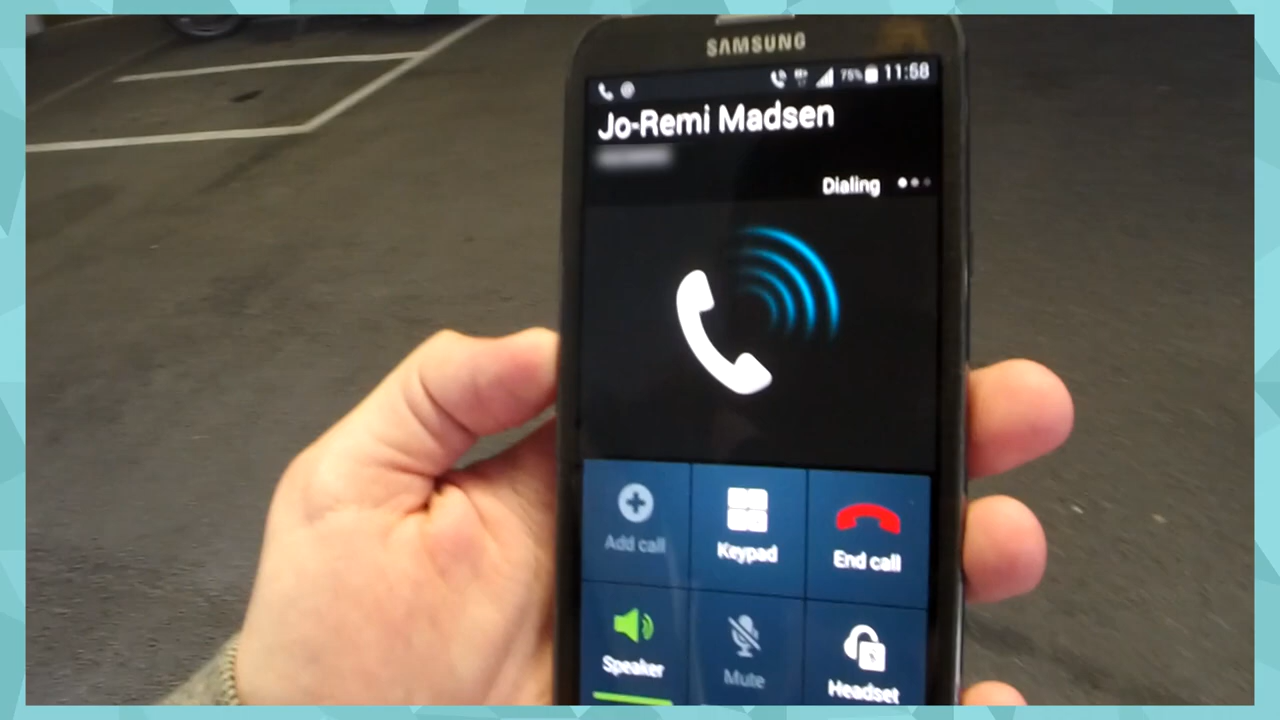 SAMSUNG
75% 11:58
Jo-Remi Madsen
Dialing
Add call
Keypad
End call
Speaker
Mute
Headset